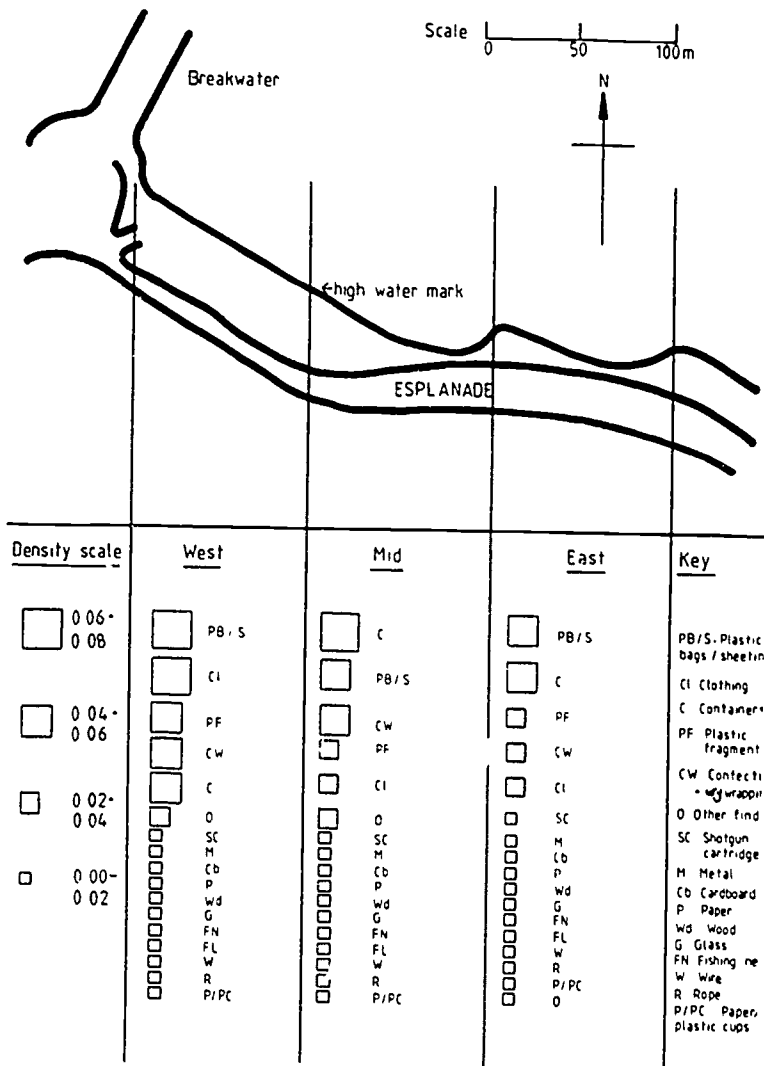 Scale
0 50 100m
Breakwater
N
←high water mark
ESPLANADE
Density scale
0 06-
0 08
0 04-
0 06
0 02-
0 04
0 00-
0 02
West
PB/S
Cl
PF
CW
C
O
SC
M
Cb
P
Wd
G
FN
FL
W
R
P/PC
Mid
C
PB/S
CW
PF
Cl
O
SC
M
Cb
P
Wd
G
FN
FL
W
R
P/PC
East
PB/S
C
PF
CW
Cl
SC
M
Cb
P
Wd
G
FN
FL
W
R
P/PC
O
Key
PB/S. Plastic
bags / sheetin
Cl Clothing
C Containers
PF Plastic
fragment
CW Confecti
wrappin
O Other find
SC Shotgun
cartridge
M Metal
Cb Cardboard
P Paper
Wd Wood
G Glass
FN Fishing ne
W Wire
R Rope
P/PC Paper/
plastic cups